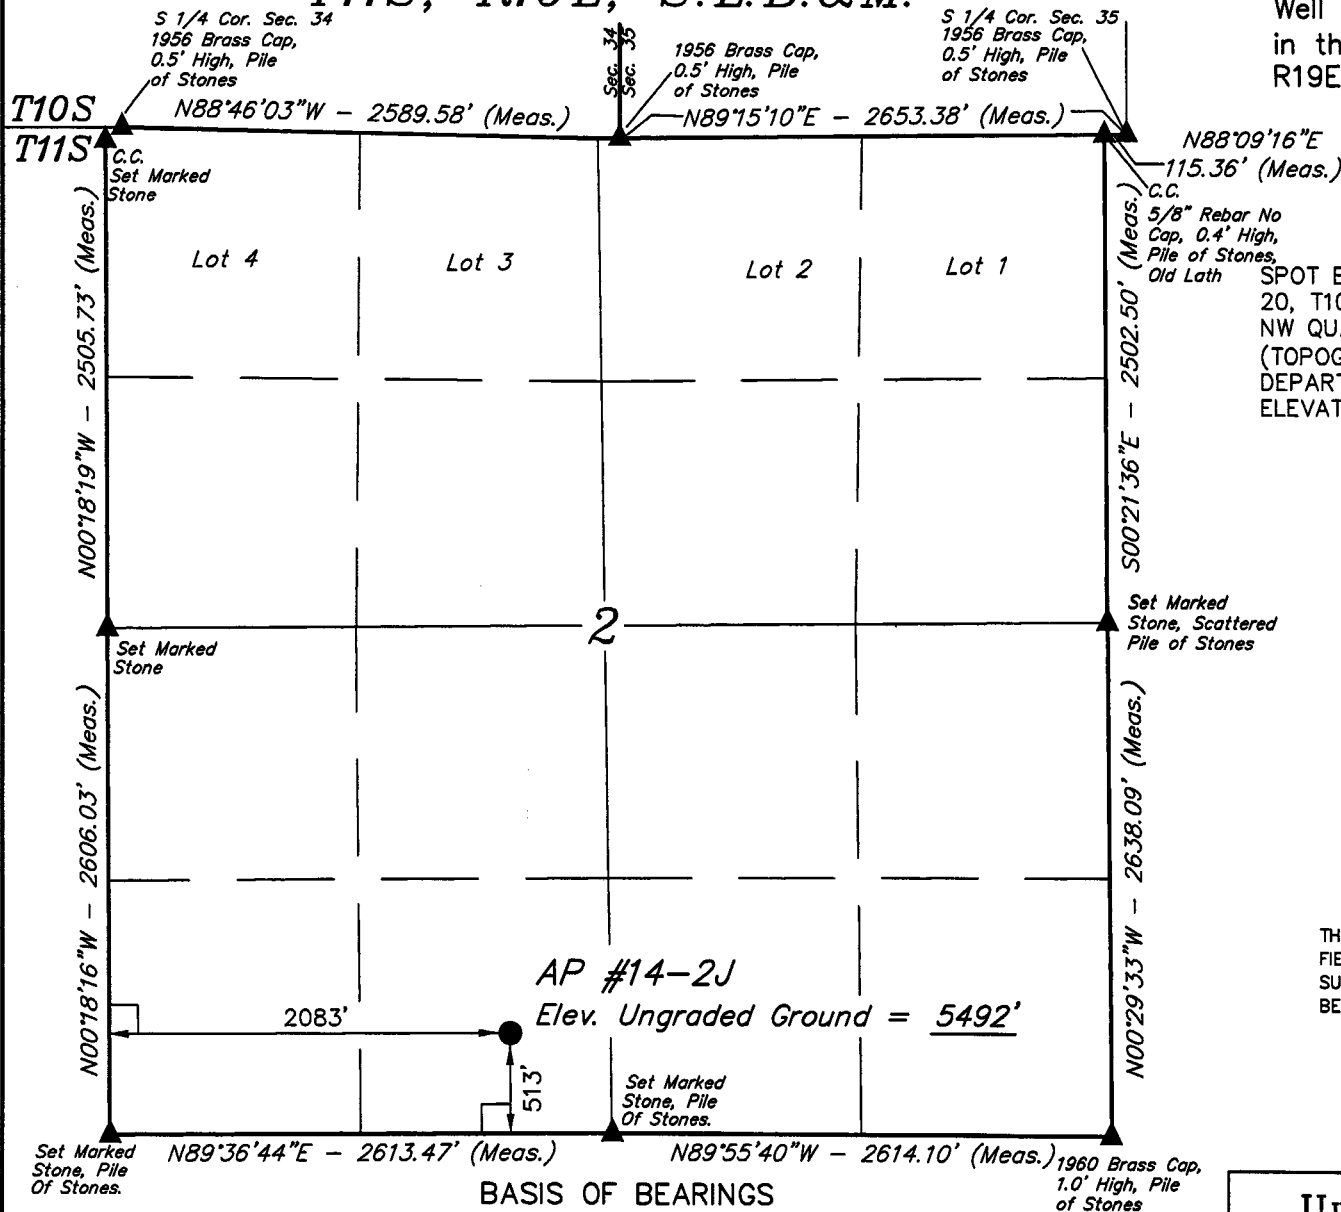 S 1/4 Cor. Sec. 34
1956 Brass Cap,
0.5' High, Pile
of Stones
Sec. 34
Sec. 35
1956 Brass Cap,
0.5' High, Pile
of Stones
S 1/4 Cor. Sec. 35
1956 Brass Cap,
0.5' High, Pile
of Stones
Well
in th
R19E
T10S
T11S
N88°46'03"W - 2589.58' (Meas.)
N89°15'10"E - 2653.38' (Meas.)
N88°09'16"E
115.36' (Meas.)
C.C.
Set Marked
Stone
C.C.
5/8" Rebar No
Cap, 0.4' High,
Pile of Stones,
Old Lath
Lot 4
Lot 3
Lot 2
Lot 1
SPOT E
20, T10
NW QU
(TOPOG
DEPART
ELEVAT
N00°18'19"W - 2505.73' (Meas.)
S00°21'36"E - 2502.50' (Meas.)
2
Set Marked
Stone
Set Marked
Stone, Scattered
Pile of Stones
N00°18'16"W - 2606.03' (Meas.)
N00°29'33"W - 2638.09' (Meas.)
TH
FIE
SU
BE
AP #14-2J
Elev. Ungraded Ground = 5492'
2083'
513'
Set Marked
Stone, Pile
Of Stones.
Set Marked
Stone, Pile
Of Stones.
N89°36'44"E - 2613.47' (Meas.)
N89°55'40"W - 2614.10' (Meas.)
1960 Brass Cap,
1.0' High, Pile
of Stones
BASIS OF BEARINGS